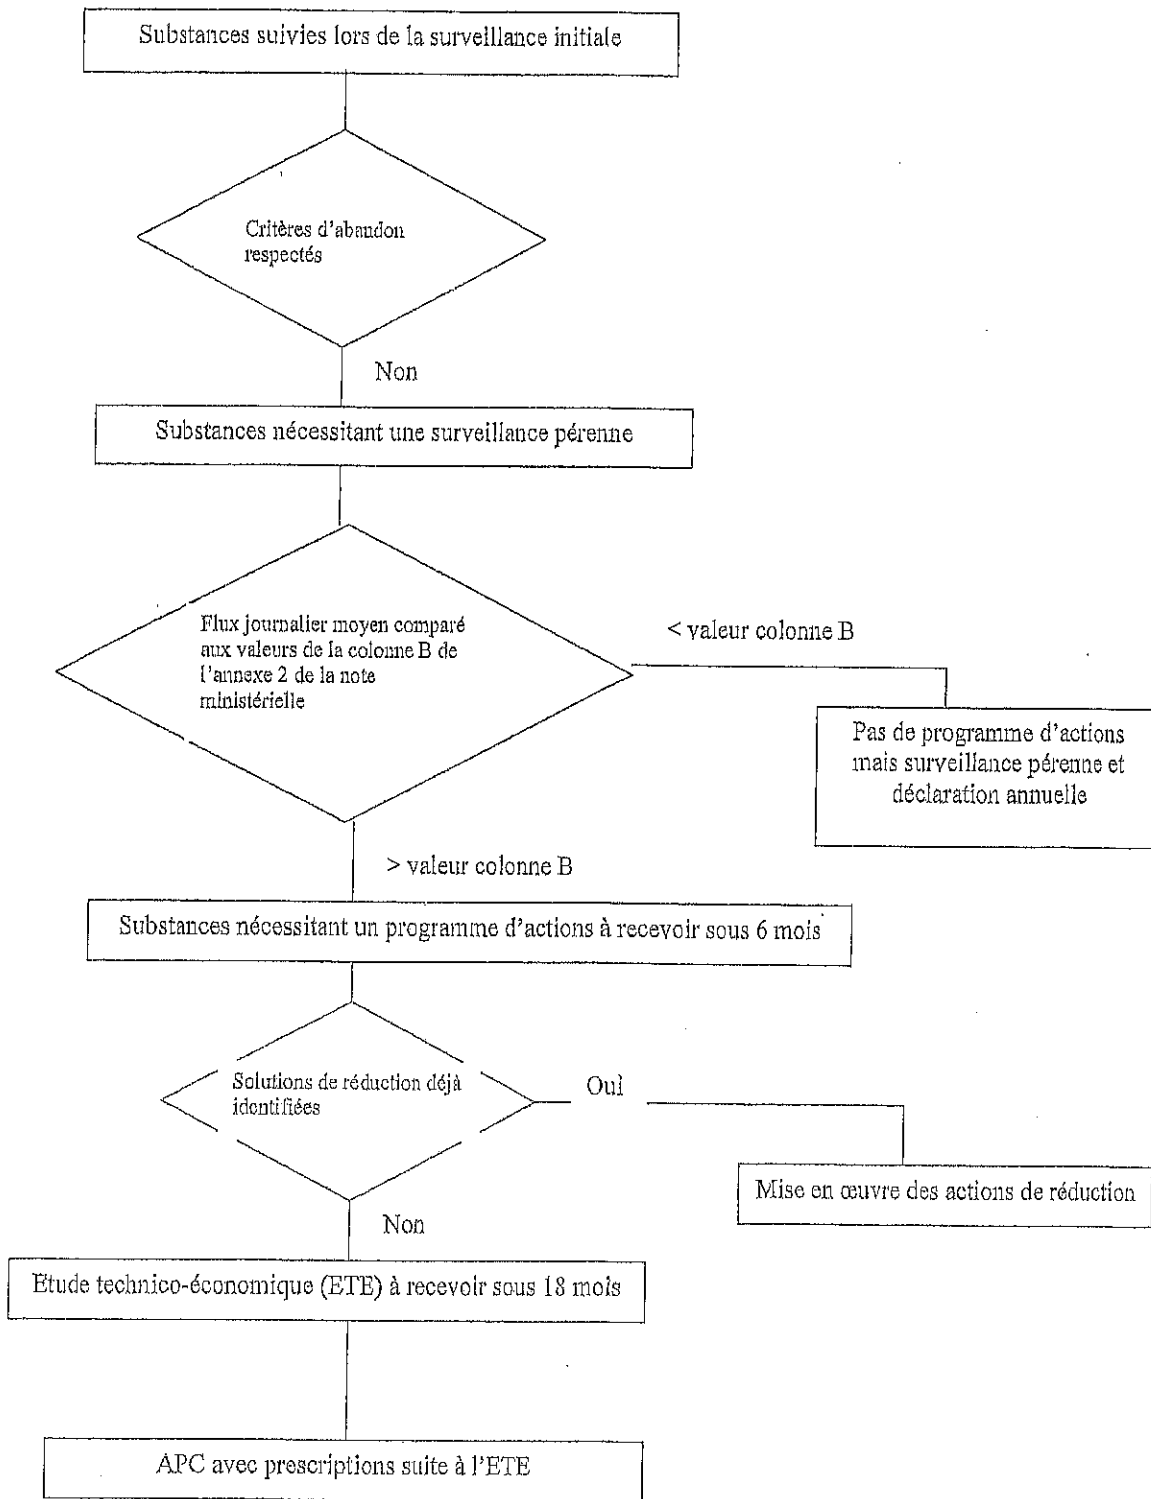 Substances suivies lors de la surveillance initiale
Critères d'abandon
respectés
Non
Substances nécessitant une surveillance pérenne
Flux journalier moyen comparé
aux valeurs de la colonne B de
l'annexe 2 de la note
ministérielle
< valeur colonne B
Pas de programme d'actions
mais surveillance pérenne et
déclaration annuelle
> valeur colonne B
Substances nécessitant un programme d'actions à recevoir sous 6 mois
Solutions de réduction déjà
identifiées
Oui
Mise en œuvre des actions de réduction
Non
Etude technico-économique (ETE) à recevoir sous 18 mois
APC avec prescriptions suite à l'ETE